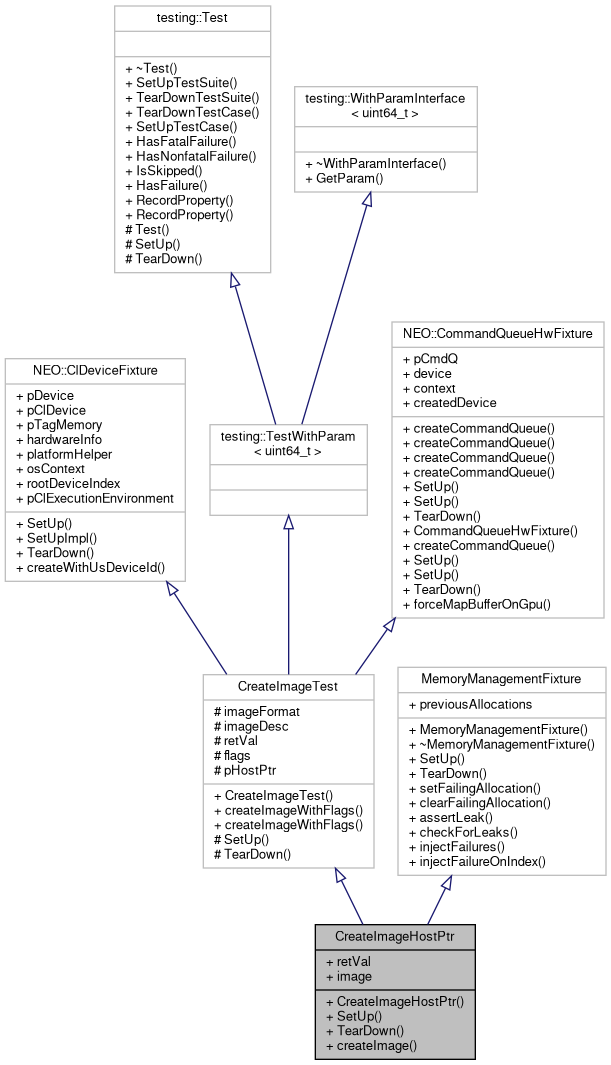 testing::Test
+ ~Test()
+ SetUpTestSuite()
+ TearDownTestSuite()
+ TearDownTestCase()
+ SetUpTestCase()
+ HasFatalFailure()
+ HasNonfatalFailure()
+ IsSkipped()
+ HasFailure()
+ RecordProperty()
+ RecordProperty()
# Test()
# SetUp()
# TearDown()
testing::WithParamInterface
< uint64_t >
+ ~WithParamInterface()
+ GetParam()
NEO::ClDeviceFixture
+ pDevice
+ pClDevice
+ pTagMemory
+ hardwareInfo
+ platformHelper
+ osContext
+ rootDeviceIndex
+ pClExecutionEnvironment
+ SetUp()
+ SetUpImpl()
+ TearDown()
+ createWithUsDeviceId()
testing::TestWithParam
< uint64_t >
NEO::CommandQueueHwFixture
+ pCmdQ
+ device
+ context
+ createdDevice
+ createCommandQueue()
+ createCommandQueue()
+ createCommandQueue()
+ createCommandQueue()
+ SetUp()
+ SetUp()
+ TearDown()
+ CommandQueueHwFixture()
+ createCommandQueue()
+ SetUp()
+ SetUp()
+ TearDown()
+ forceMapBufferOnGpu()
CreateImageTest
# imageFormat
# imageDesc
# retVal
# flags
# pHostPtr
+ CreateImageTest()
+ createImageWithFlags()
+ createImageWithFlags()
# SetUp()
# TearDown()
MemoryManagementFixture
+ previousAllocations
+ MemoryManagementFixture()
+ ~MemoryManagementFixture()
+ SetUp()
+ TearDown()
+ setFailingAllocation()
+ clearFailingAllocation()
+ assertLeak()
+ checkForLeaks()
+ injectFailures()
+ injectFailureOnIndex()
CreateImageHostPtr
+ retVal
+ image
+ CreateImageHostPtr()
+ SetUp()
+ TearDown()
+ createImage()